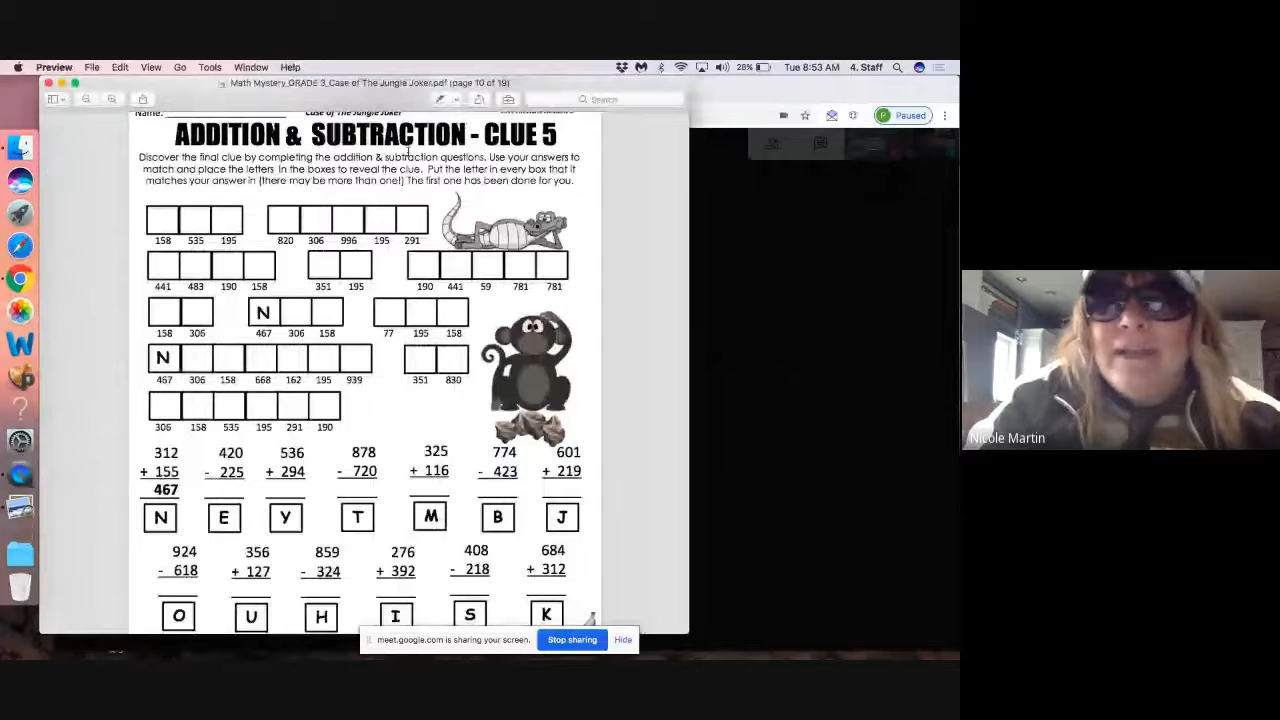 Preview File Edit View Go Tools Window Help 28% Tue 8:53 AM 4. Staff
Math Mystery_GRADE 3_Case of The Jungle Joker.pdf (page 10 of 19)
Search
P Paused
Name: Case of The Jungle Joker
ADDITION & SUBTRACTION - CLUE 5
Discover the final clue by completing the addition & subtraction questions. Use your answers to
match and place the letters in the boxes to reveal the clue. Put the letter in every box that it
matches your answer in (there may be more than one!) The first one has been done for you.
158 535 195 820 306 996 195 291
441 483 190 158 351 195 190 441 59 781 781
N
158 306 467 306 158 77 195 158
N
467 306 158 668 162 195 939 351 830
306 158 535 195 291 190
312 420 536 878 325 774 601
+ 155 - 225 + 294 - 720 + 116 - 423 + 219
467
N E Y T M B J
924 356 859 276 408 684
- 618 + 127 - 324 + 392 - 218 + 312
O U H I S K
meet.google.com is sharing your screen. Stop sharing Hide
Nicole Martin